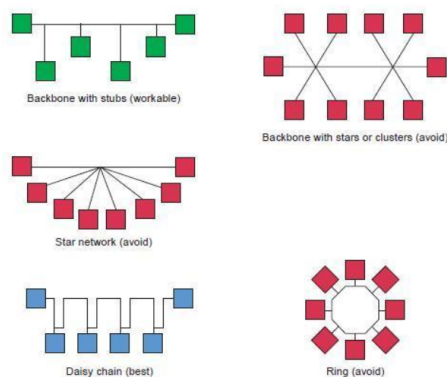 Backbone with stubs (workable)
Backbone with stars or clusters (avoid)
Star network (avoid)
Daisy chain (best)
Ring (avoid)